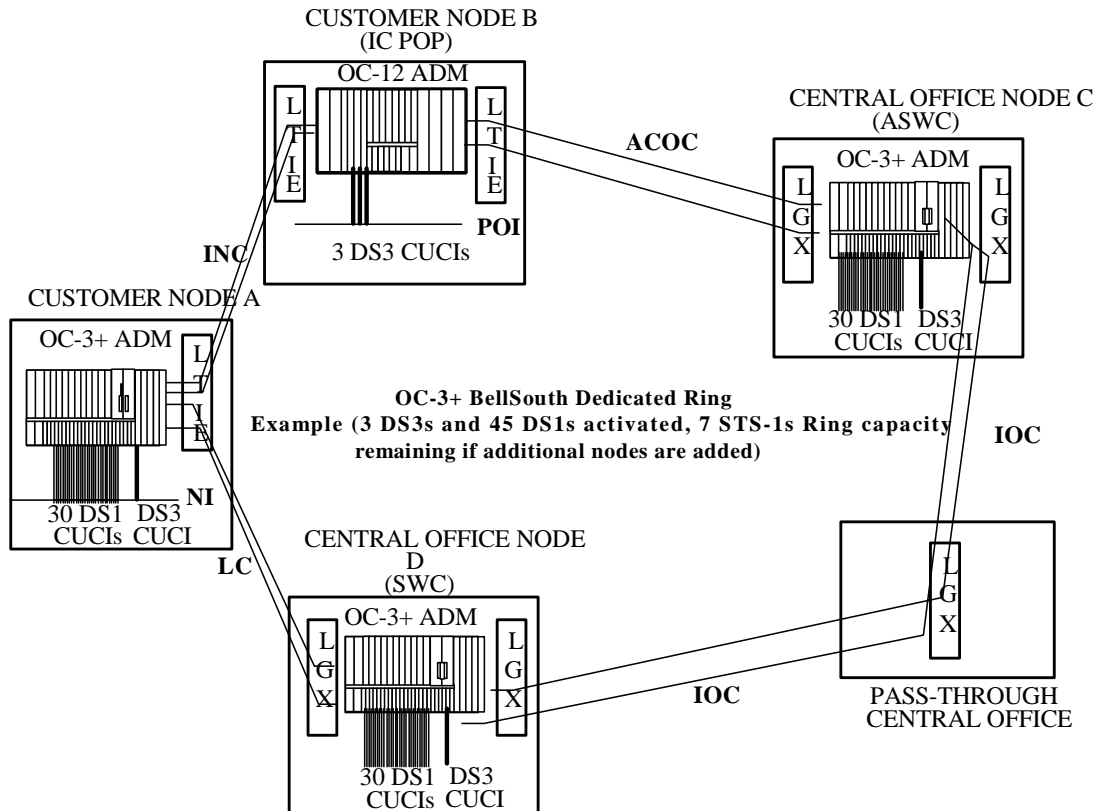 CUSTOMER NODE B
(IC POP)
OC-12 ADM
L
T
I
E
L
T
I
E
POI
3 DS3 CUCIs
INC
ACOC
CENTRAL OFFICE NODE C
(ASWC)
OC-3+ ADM
L
G
X
L
G
X
30 DS1
CUCIs
DS3
CUCI
CUSTOMER NODE A
OC-3+ ADM
L
T
I
E
NI
30 DS1
CUCIs
DS3
CUCI
OC-3+ BellSouth Dedicated Ring
Example (3 DS3s and 45 DS1s activated, 7 STS-1s Ring capacity
remaining if additional nodes are added)
IOC
LC
CENTRAL OFFICE NODE
D
(SWC)
OC-3+ ADM
L
G
X
L
G
X
30 DS1
CUCIs
DS3
CUCI
IOC
L
G
X
PASS-THROUGH
CENTRAL OFFICE